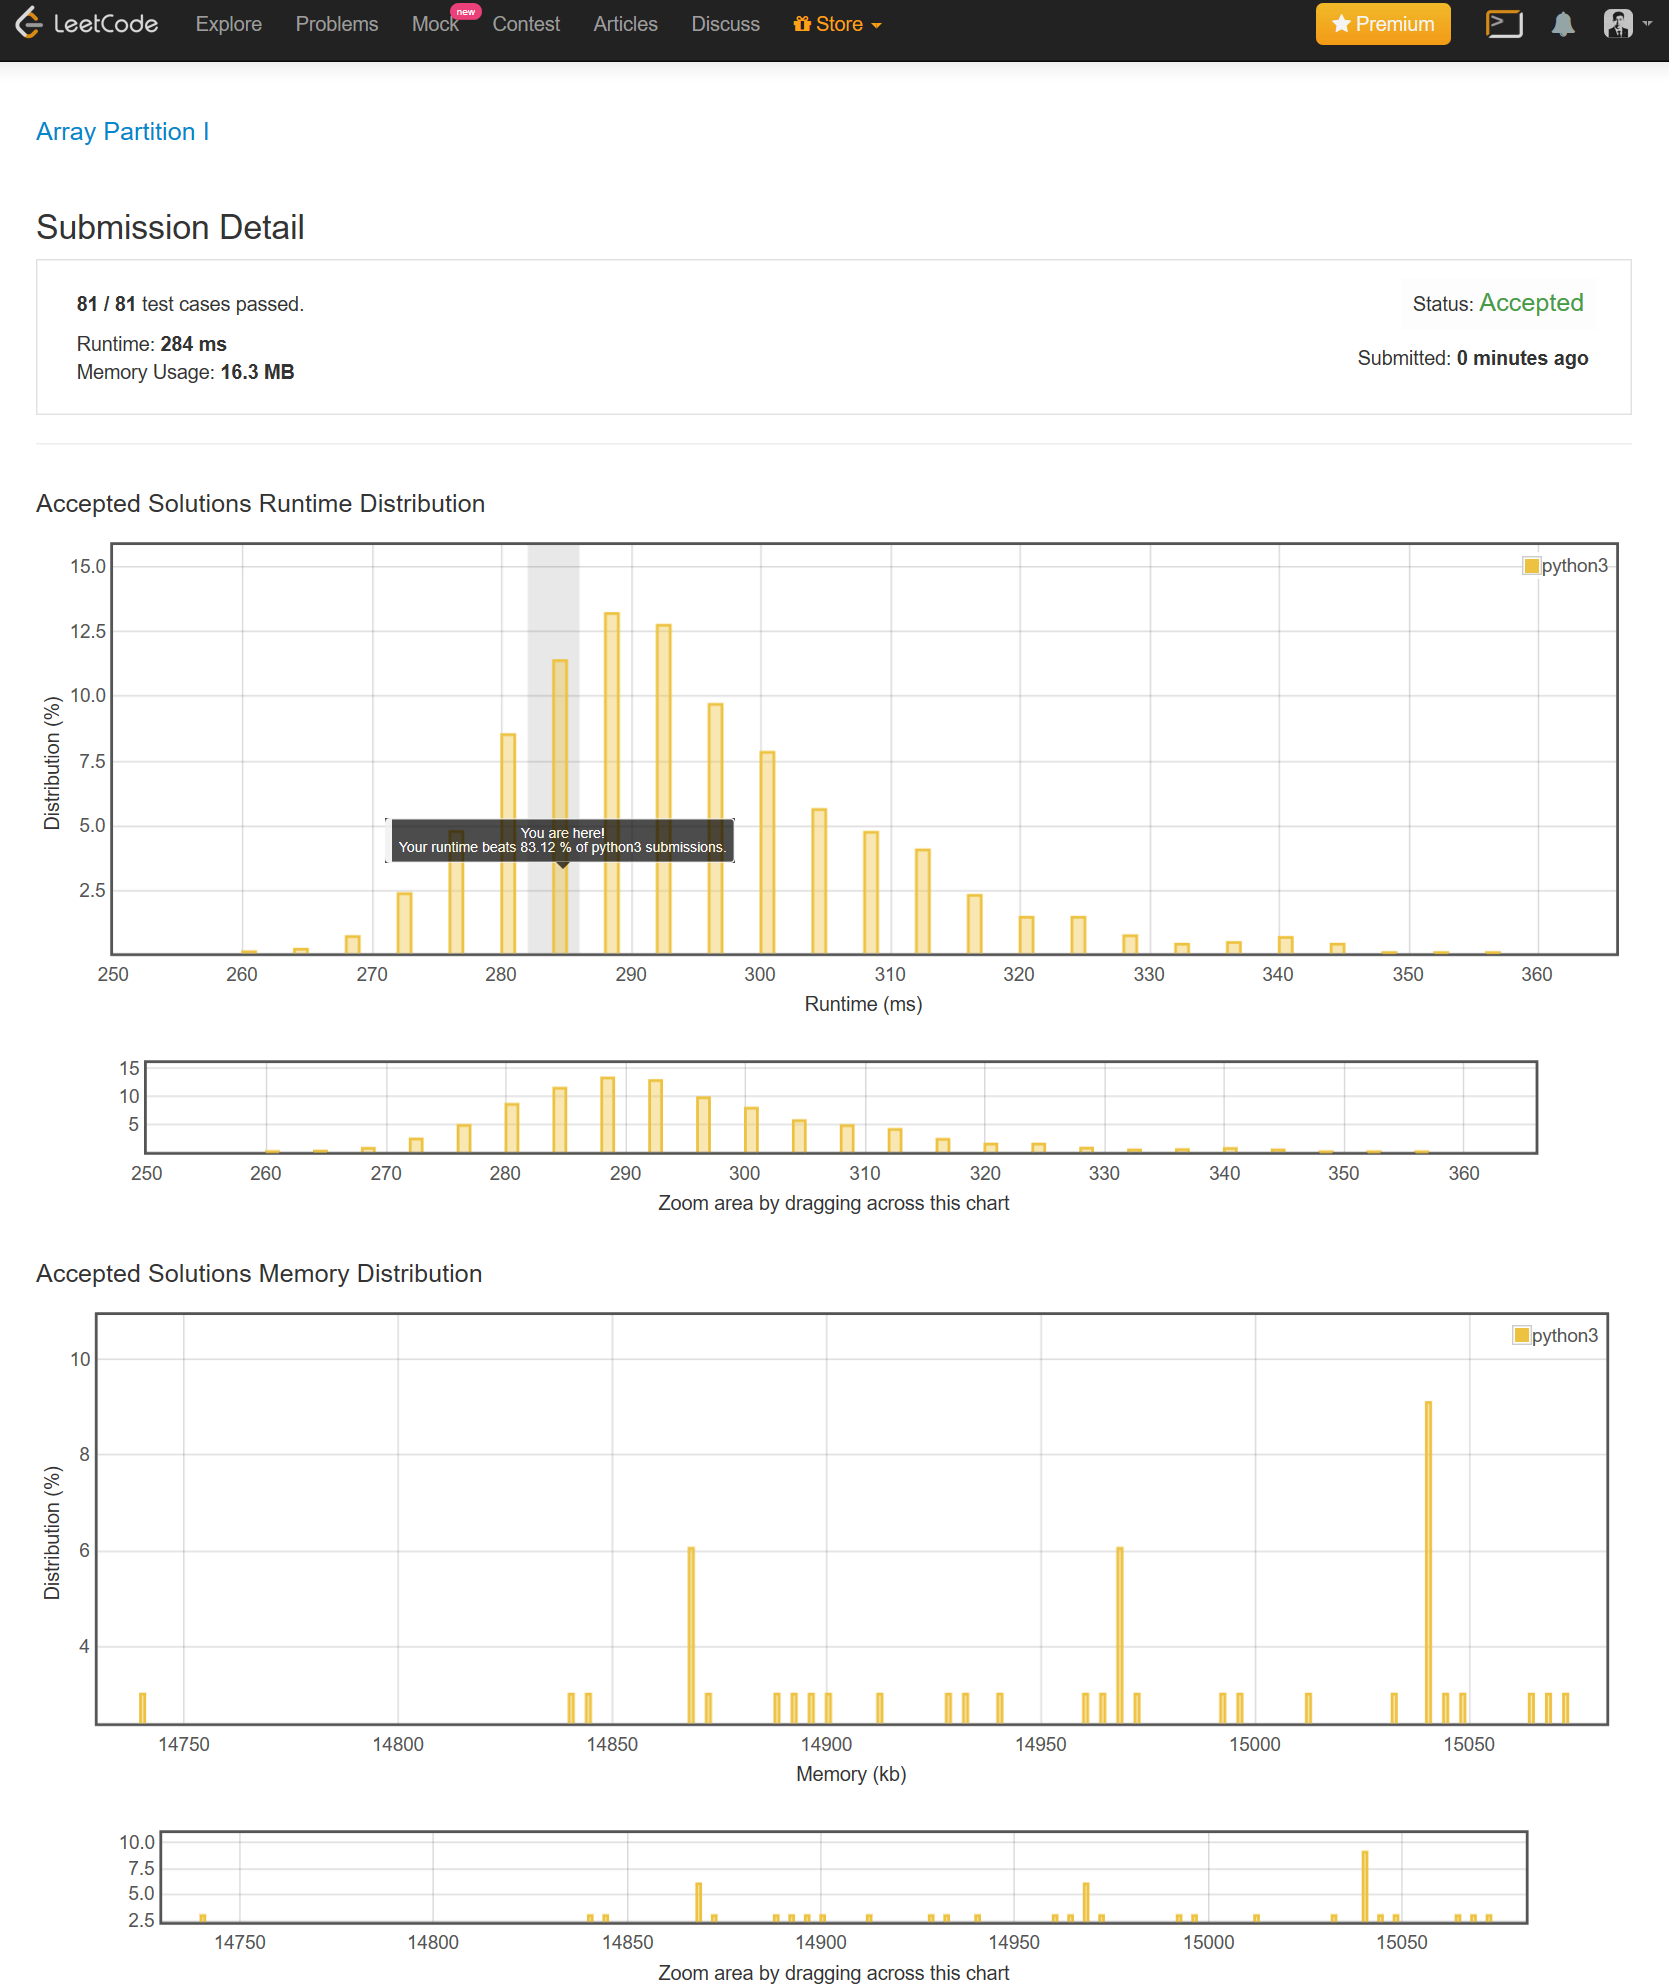 LeetCode Explore Problems Mock new Contest Articles Discuss Store Premium
Array Partition I
Submission Detail
81 / 81 test cases passed.
Status: Accepted
Runtime: 284 ms
Submitted: 0 minutes ago
Memory Usage: 16.3 MB
Accepted Solutions Runtime Distribution
python3
15.0
12.5
10.0
7.5
5.0
2.5
Distribution (%)
You are here!
Your runtime beats 83.12 % of python3 submissions.
250 260 270 280 290 300 310 320 330 340 350 360
Runtime (ms)
15
10
5
250 260 270 280 290 300 310 320 330 340 350 360
Zoom area by dragging across this chart
Accepted Solutions Memory Distribution
python3
10
8
6
4
Distribution (%)
14750 14800 14850 14900 14950 15000 15050
Memory (kb)
10.0
7.5
5.0
2.5
14750 14800 14850 14900 14950 15000 15050
Zoom area by dragging across this chart